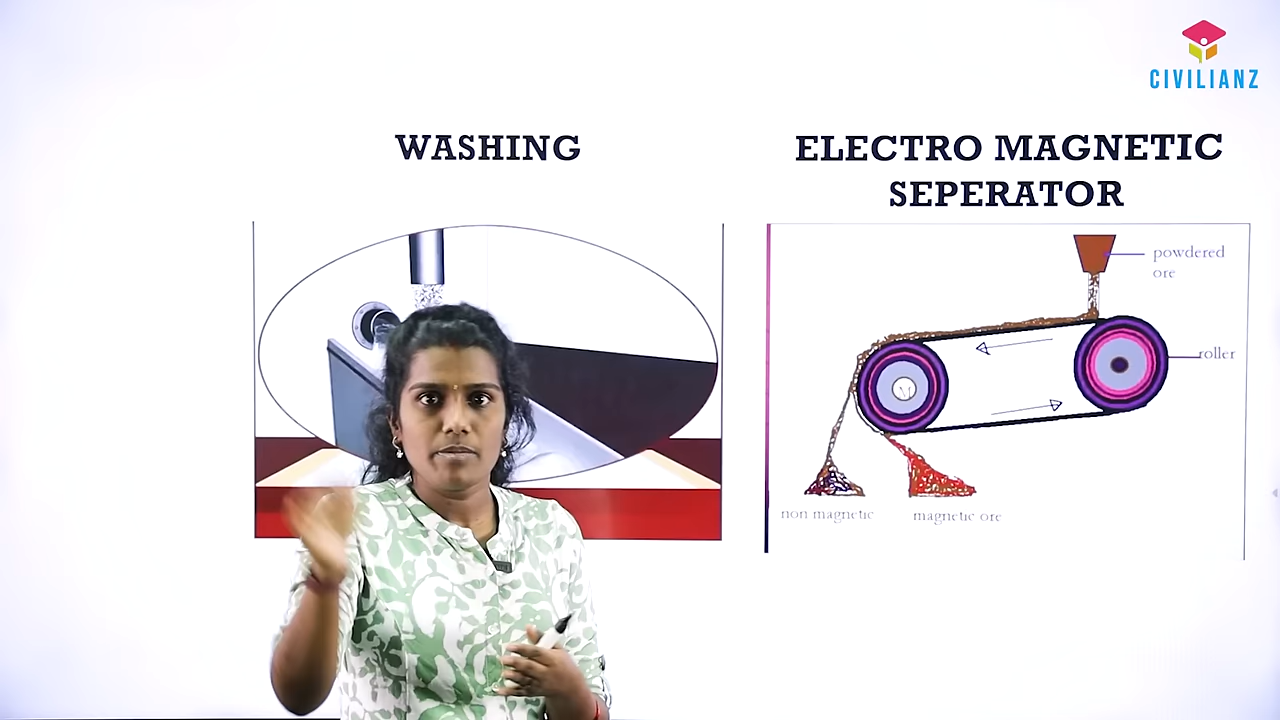 CIVILIANZ
WASHING
ELECTRO MAGNETIC
SEPERATOR
powdered
ore
roller
non magnetic
magnetic ore